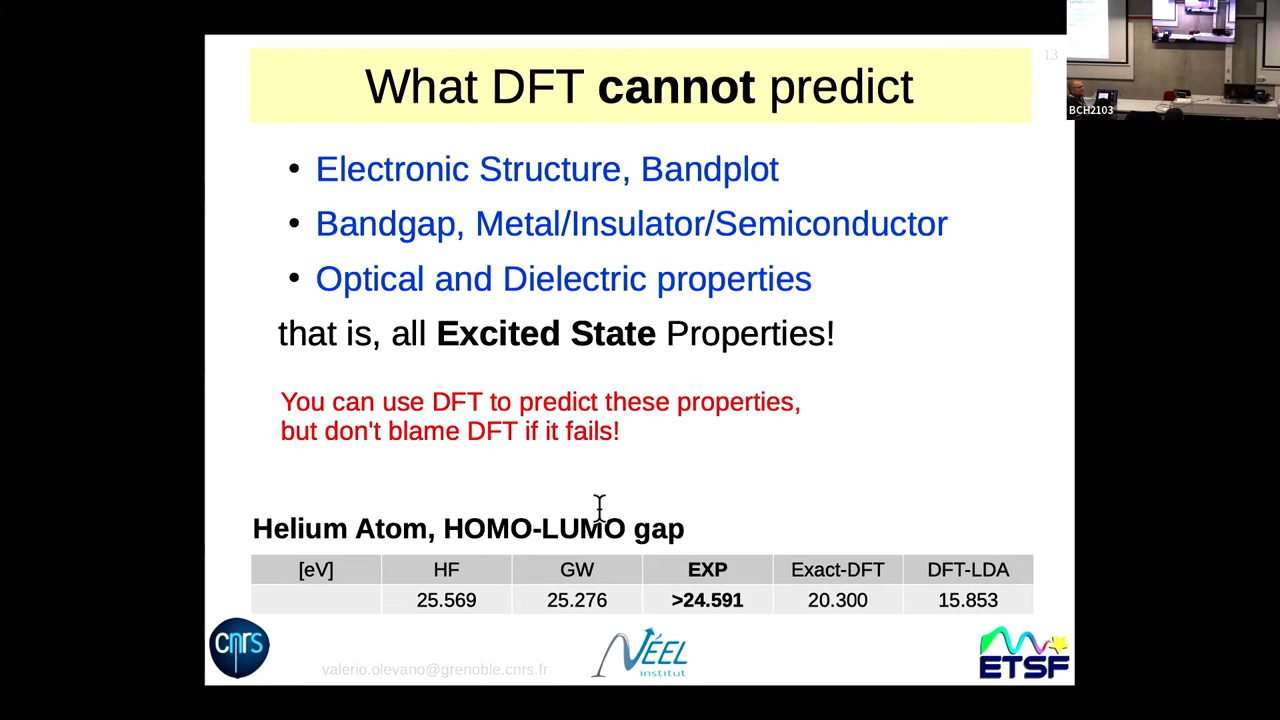 What DFT cannot predict
13
BCH2103
• Electronic Structure, Bandplot
• Bandgap, Metal/Insulator/Semiconductor
• Optical and Dielectric properties
that is, all Excited State Properties!
You can use DFT to predict these properties,
but don't blame DFT if it fails!
Helium Atom, HOMO-LUMO gap
[eV] HF GW EXP Exact-DFT DFT-LDA
25.569 25.276 >24.591 20.300 15.853
cnrs
valerio.olevano@grenoble.cnrs.fr
NÉEL
institut
ETSF